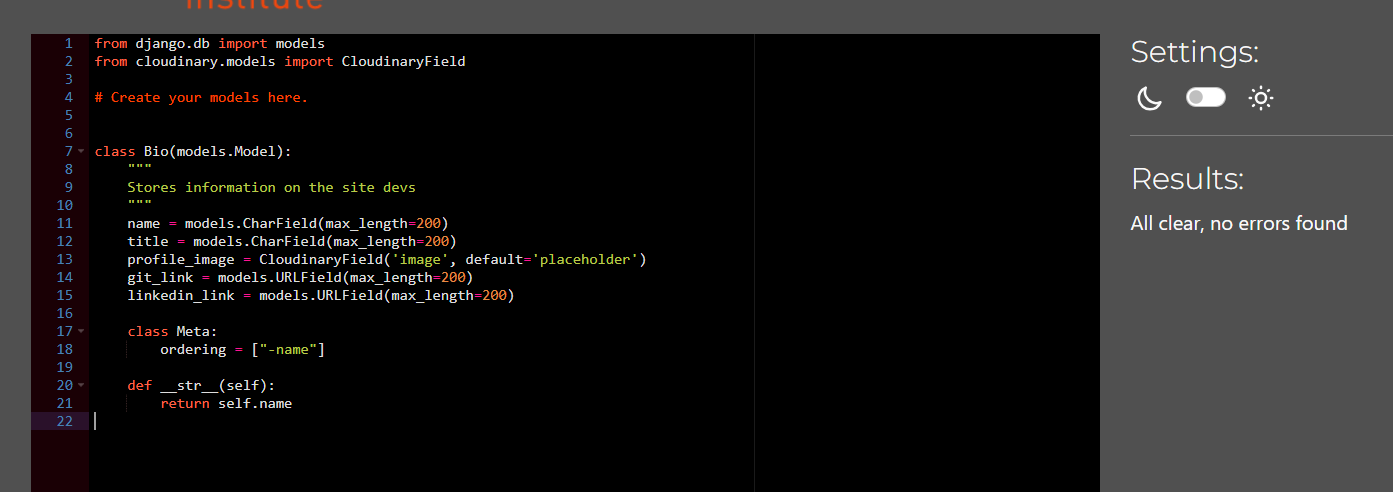 institute
1 from django.db import models
2 from cloudinary.models import CloudinaryField
3
4 # Create your models here.
5
6
7 class Bio(models.Model):
8     """
9     Stores information on the site devs
10     """
11     name = models.CharField(max_length=200)
12     title = models.CharField(max_length=200)
13     profile_image = CloudinaryField('image', default='placeholder')
14     git_link = models.URLField(max_length=200)
15     linkedin_link = models.URLField(max_length=200)
16
17     class Meta:
18         ordering = ["-name"]
19
20     def __str__(self):
21         return self.name
22
Settings:
Results:
All clear, no errors found